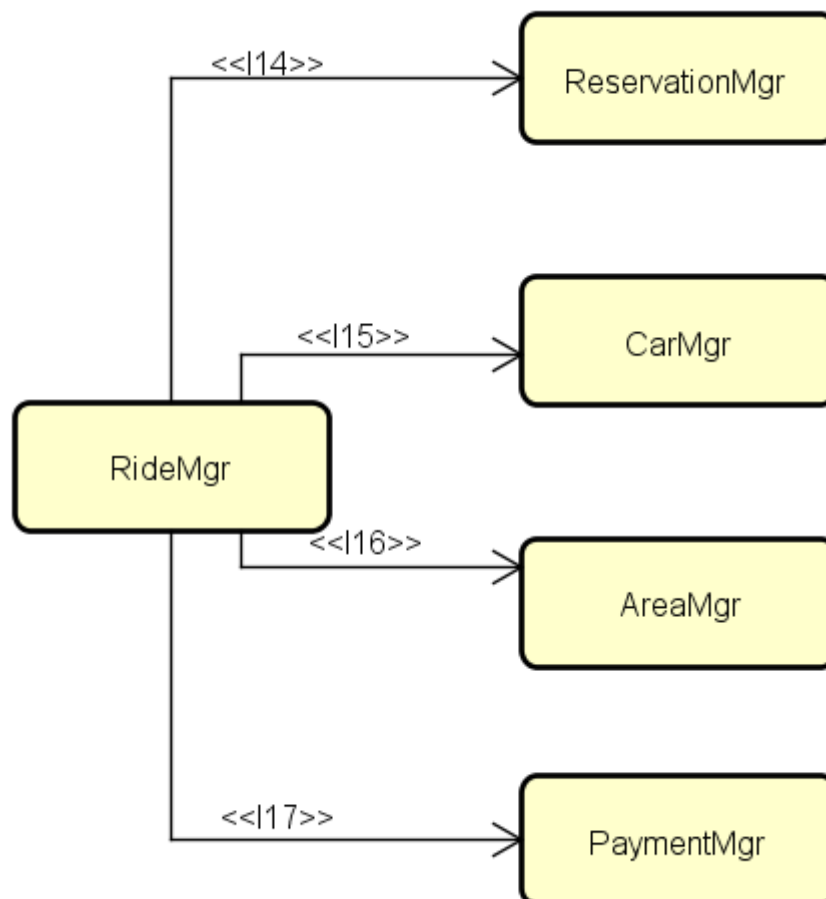 <<I14>>
ReservationMgr
<<I15>>
CarMgr
RideMgr
<<I16>>
AreaMgr
<<I17>>
PaymentMgr